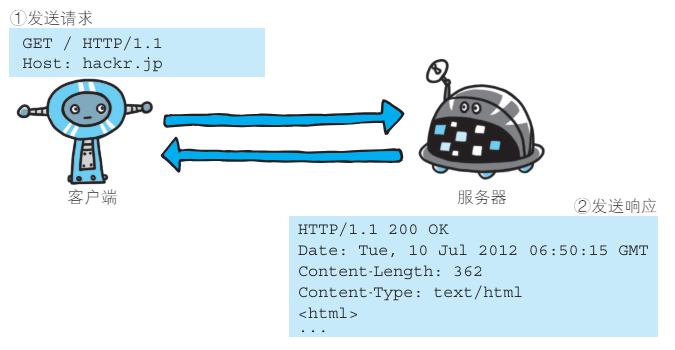 ①发送请求
GET / HTTP/1.1
Host: hackr.jp
客户端
服务器
②发送响应
HTTP/1.1 200 OK
Date: Tue, 10 Jul 2012 06:50:15 GMT
Content-Length: 362
Content-Type: text/html
<html>
...